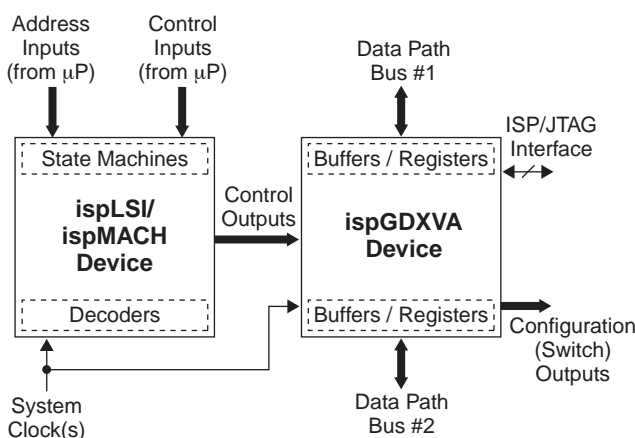 Address
Inputs
(from μP)
Control
Inputs
(from μP)
Data Path
Bus #1
ISP/JTAG
Interface
State Machines
Buffers / Registers
ispLSI/
ispMACH
Device
Control
Outputs
ispGDXVA
Device
Decoders
Buffers / Registers
Configuration
(Switch)
Outputs
System
Clock(s)
Data Path
Bus #2